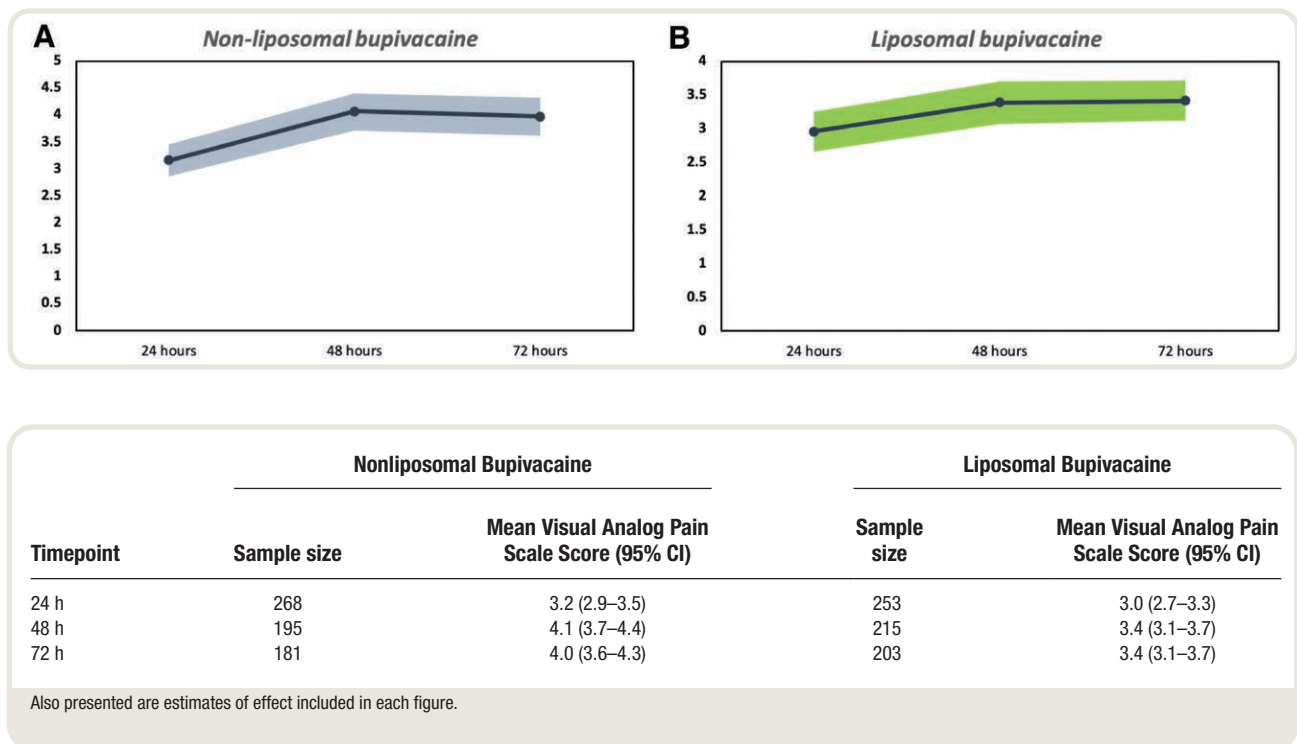 A
Non-liposomal bupivacaine
5
4.5
4
3.5
3
2.5
2
1.5
1
0.5
0
24 hours 48 hours 72 hours
B
Liposomal bupivacaine
4
3.5
3
2.5
2
1.5
1
0.5
0
24 hours 48 hours 72 hours
Nonliposomal Bupivacaine Liposomal Bupivacaine
Timepoint Sample size Mean Visual Analog Pain Scale Score (95% CI) Sample size Mean Visual Analog Pain Scale Score (95% CI)
24 h 268 3.2 (2.9–3.5) 253 3.0 (2.7–3.3)
48 h 195 4.1 (3.7–4.4) 215 3.4 (3.1–3.7)
72 h 181 4.0 (3.6–4.3) 203 3.4 (3.1–3.7)
Also presented are estimates of effect included in each figure.